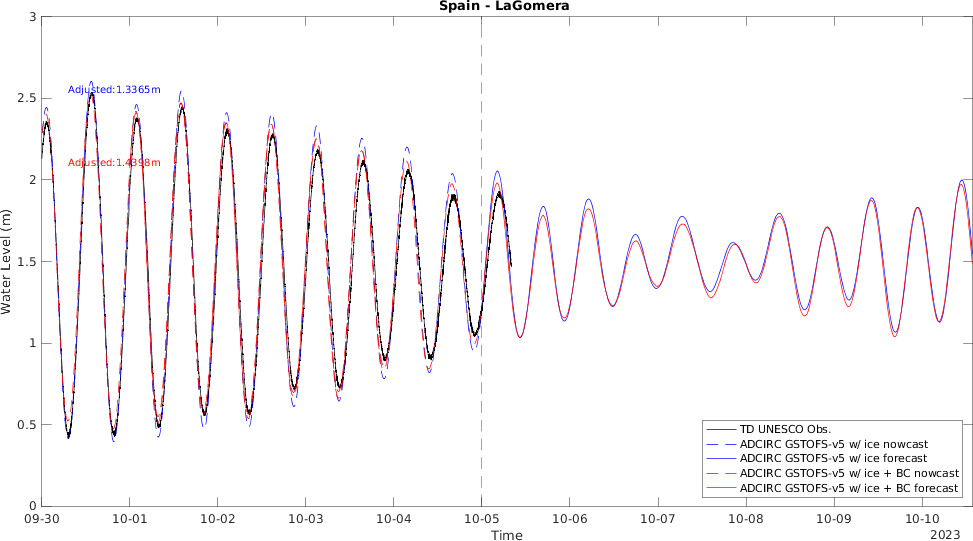 Spain - LaGomera
3
2.5
2
1.5
1
0.5
0
Water Level (m)
Adjusted:1.3365m
Adjusted:1.4398m
TD UNESCO Obs.
ADCIRC GSTOFS-v5 w/ ice nowcast
ADCIRC GSTOFS-v5 w/ ice forecast
ADCIRC GSTOFS-v5 w/ ice + BC nowcast
ADCIRC GSTOFS-v5 w/ ice + BC forecast
09-30 10-01 10-02 10-03 10-04 10-05 10-06 10-07 10-08 10-09 10-10
2023
Time